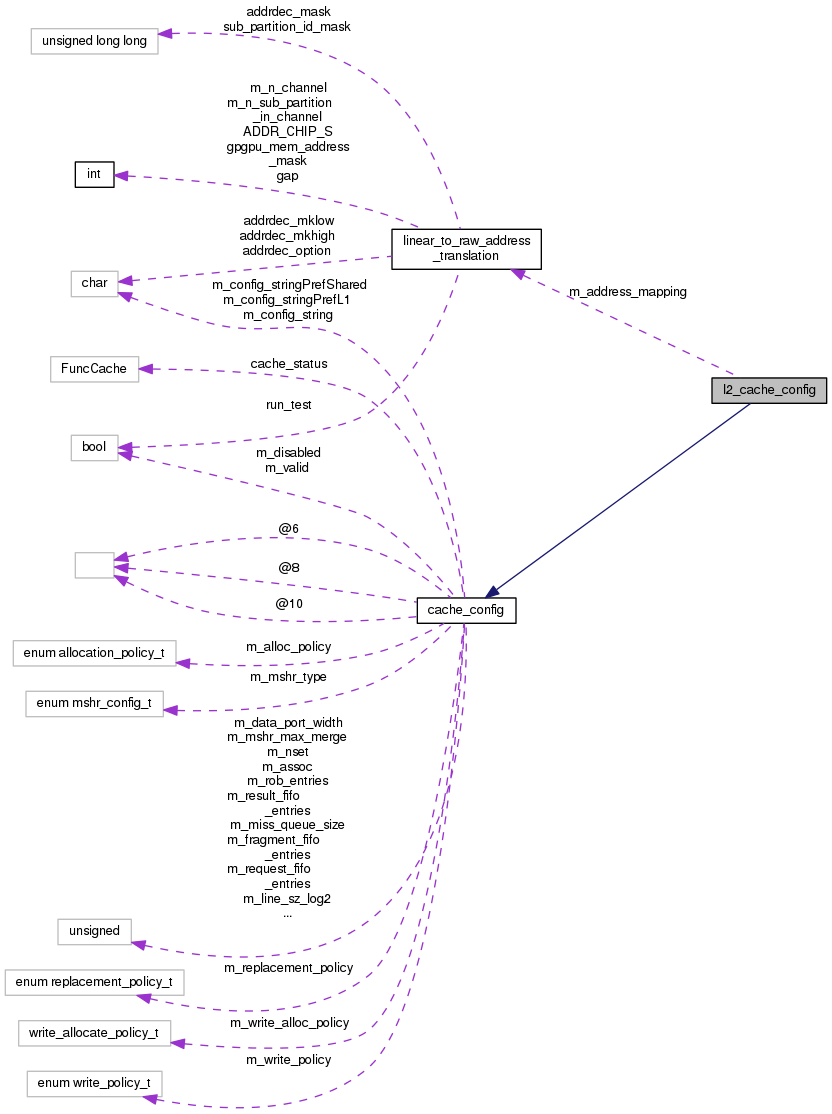 addrdec_mask
sub_partition_id_mask
unsigned long long
m_n_channel
m_n_sub_partition
_in_channel
ADDR_CHIP_S
gpgpu_mem_address
_mask
gap
int
linear_to_raw_address
_translation
addrdec_mklow
addrdec_mkhigh
addrdec_option
char
m_config_stringPrefShared
m_config_stringPrefL1
m_config_string
m_address_mapping
FuncCache
cache_status
l2_cache_config
run_test
bool
m_disabled
m_valid
@6
@8
@10
cache_config
enum allocation_policy_t
m_alloc_policy
m_mshr_type
enum mshr_config_t
m_data_port_width
m_mshr_max_merge
m_nset
m_assoc
m_rob_entries
m_result_fifo
_entries
m_miss_queue_size
m_fragment_fifo
_entries
m_request_fifo
_entries
m_line_sz_log2
...
unsigned
m_replacement_policy
enum replacement_policy_t
m_write_alloc_policy
write_allocate_policy_t
m_write_policy
enum write_policy_t